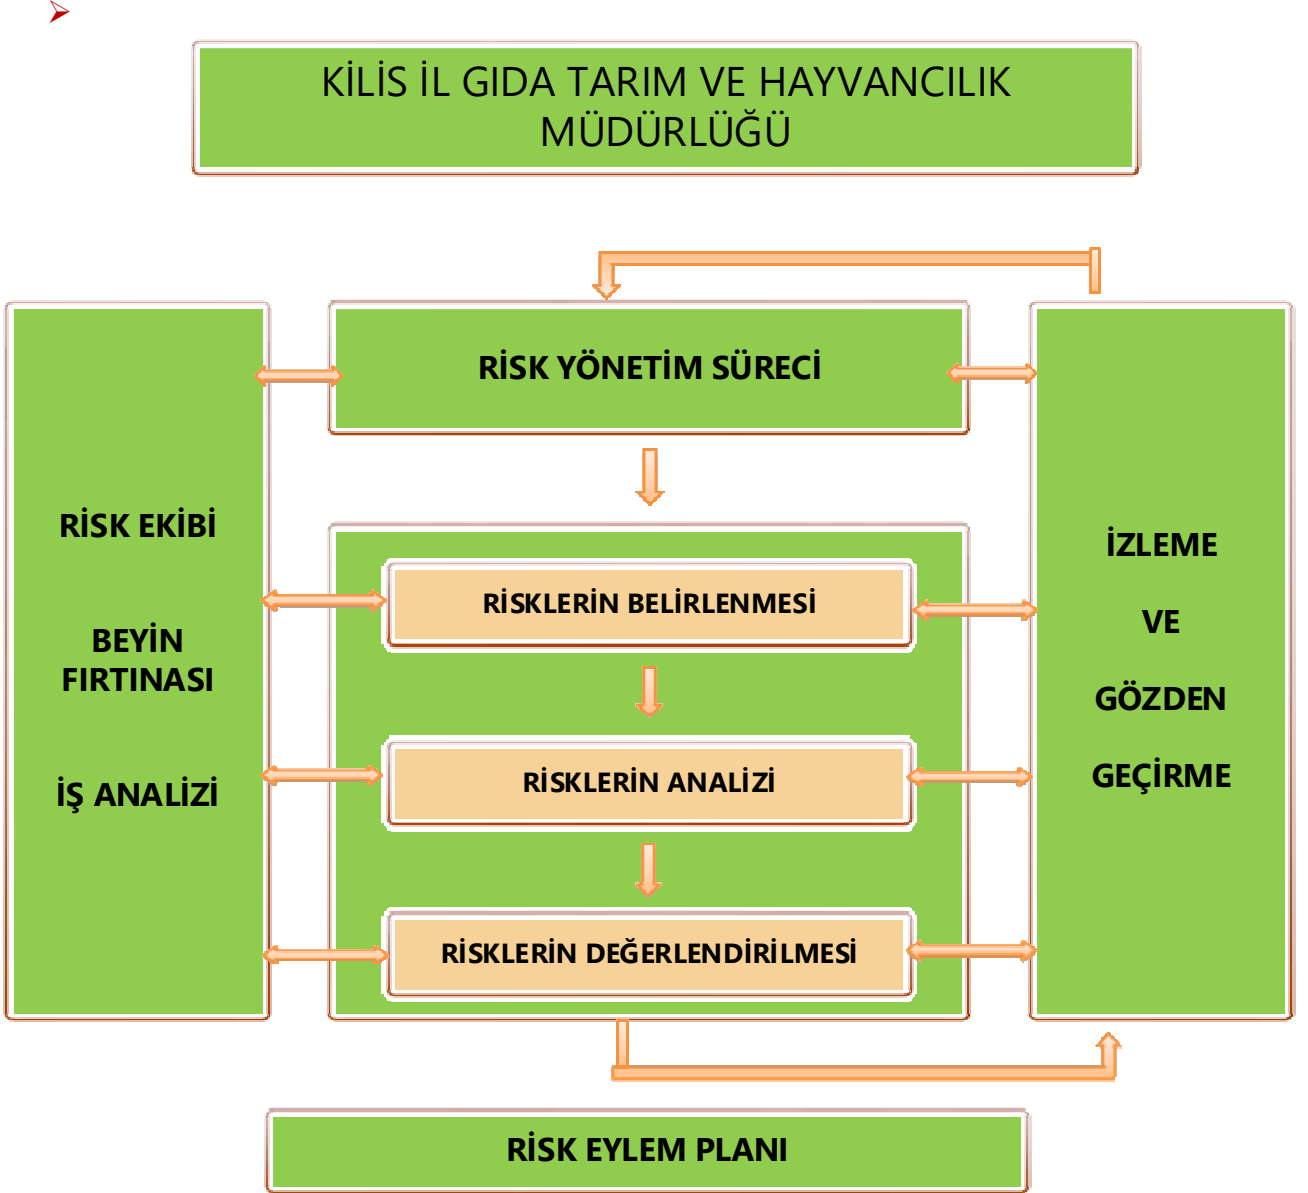 KİLİS İL GIDA TARIM VE HAYVANCILIK
MÜDÜRLÜĞÜ
RİSK YÖNETİM SÜRECİ
RİSK EKİBİ
BEYİN
FIRTINASI
İŞ ANALİZİ
RİSKLERİN BELİRLENMESİ
RİSKLERİN ANALİZİ
RİSKLERİN DEĞERLENDİRİLMESİ
İZLEME
VE
GÖZDEN
GEÇİRME
RİSK EYLEM PLANI